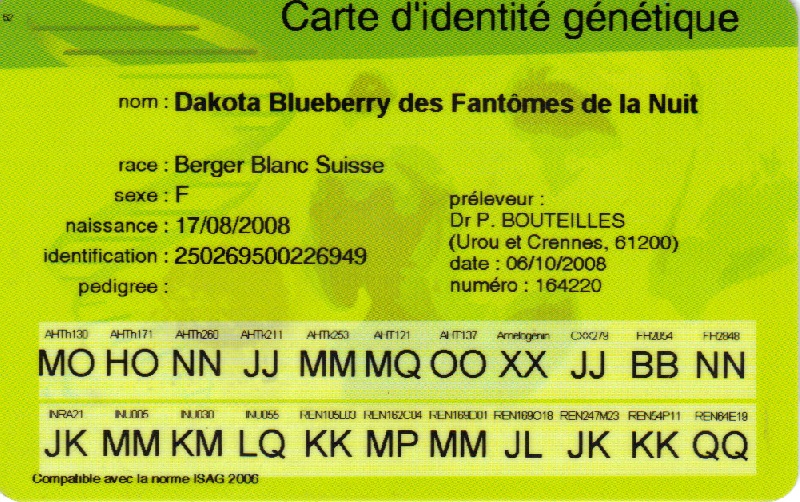 52
Carte d'identité génétique
nom : Dakota Blueberry des Fantômes de la Nuit
race : Berger Blanc Suisse
sexe : F
naissance : 17/08/2008
identification : 250269500226949
pedigree :
préleveur :
Dr P. BOUTEILLES
(Urou et Crennes, 61200)
date : 06/10/2008
numéro : 164220
AHTh130 AHTh171 AHTh260 AHTk211 AHTk253 AHT121 AHT137 Amelogenin CXX279 FH2054 FH2848
MO HO NN JJ MM MQ OO XX JJ BB NN
INRA21 INU005 INU030 INU055 REN105L03 REN162C04 REN169D01 REN169O18 REN247M23 REN54P11 REN64E19
JK MM KM LQ KK MP MM JL JK KK QQ
Compatible avec la norme ISAG 2006